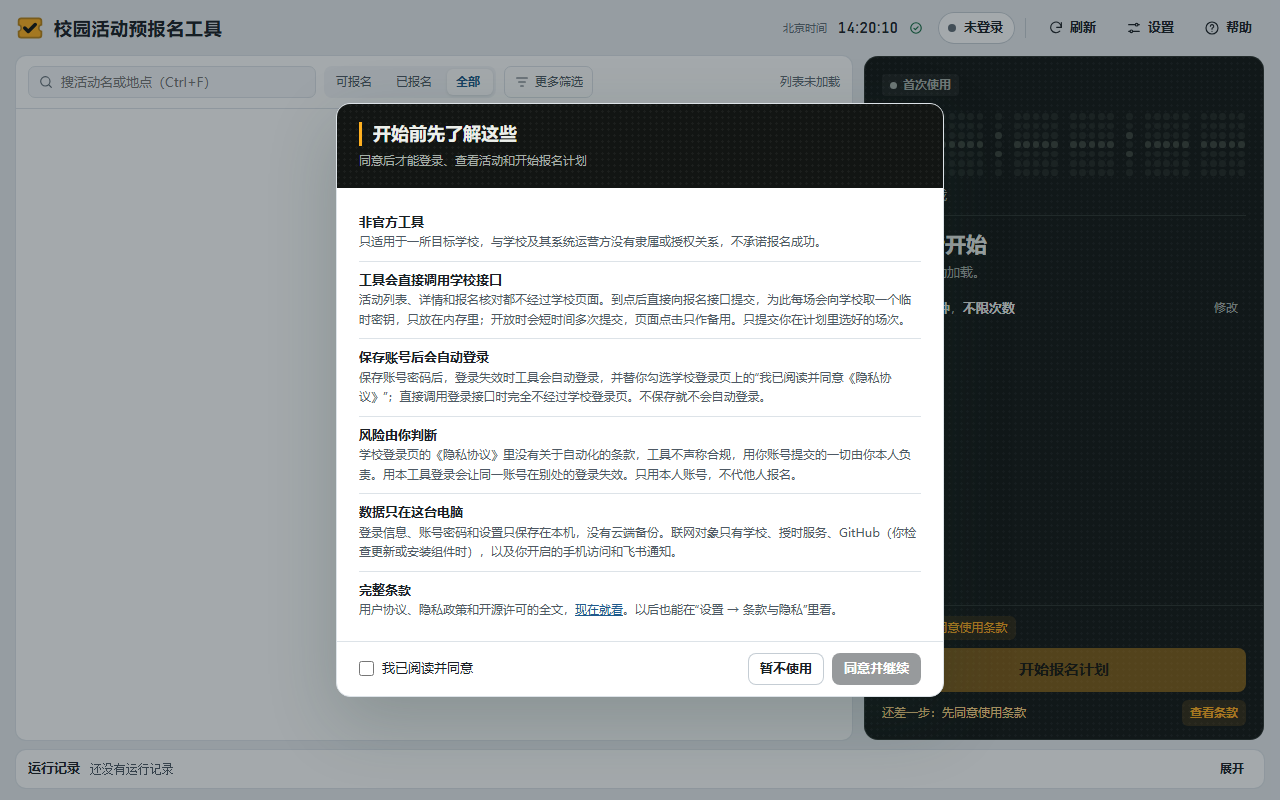 校园活动预报名工具
北京时间 14:20:10 未登录 刷新 设置 帮助
搜活动名或地点（Ctrl+F） 可报名 已报名 全部 更多筛选 列表未加载
首次使用
开始前先了解这些
同意后才能登录、查看活动和开始报名计划
非官方工具
只适用于一所目标学校，与学校及其系统运营方没有隶属或授权关系，不承诺报名成功。
开始
加载。
工具会直接调用学校接口
活动列表、详情和报名核对都不经过学校页面。到点后直接向报名接口提交，为此每场会向学校取一个临
时密钥，只放在内存里；开放时会短时间多次提交，页面点击只作备用。只提交你在计划里选好的场次。
，不限次数 修改
保存账号后会自动登录
保存账号密码后，登录失效时工具会自动登录，并替你勾选学校登录页上的“我已阅读并同意《隐私协
议》”；直接调用登录接口时完全不经过学校登录页。不保存就不会自动登录。
风险由你判断
学校登录页的《隐私协议》里没有关于自动化的条款，工具不声称合规，用你账号提交的一切由你本人负
责。用本工具登录会让同一账号在别处的登录失效。只用本人账号，不代他人报名。
数据只在这台电脑
登录信息、账号密码和设置只保存在本机，没有云端备份。联网对象只有学校、授时服务、GitHub（你检
查更新或安装组件时），以及你开启的手机访问和飞书通知。
完整条款
用户协议、隐私政策和开源许可的全文，现在就看。以后也能在“设置 → 条款与隐私”里看。
意使用条款
我已阅读并同意 暂不使用 同意并继续
开始报名计划
还差一步：先同意使用条款 查看条款
运行记录 还没有运行记录 展开